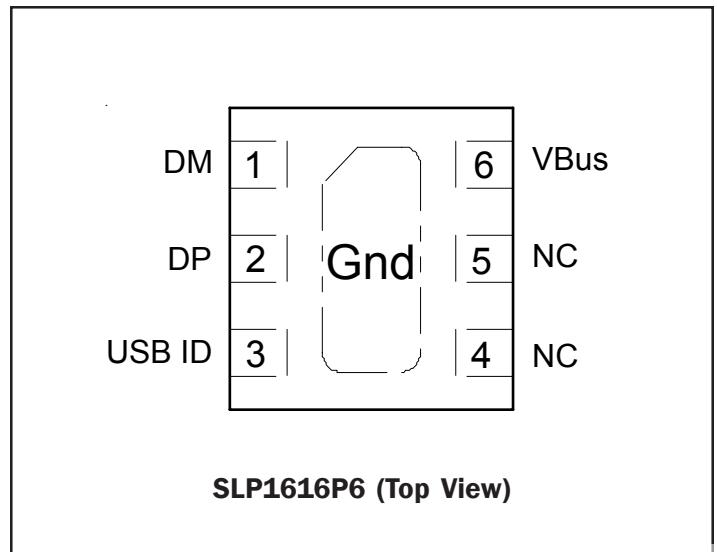 DM 1 6 VBus
DP 2 Gnd 5 NC
USB ID 3 4 NC
SLP1616P6 (Top View)